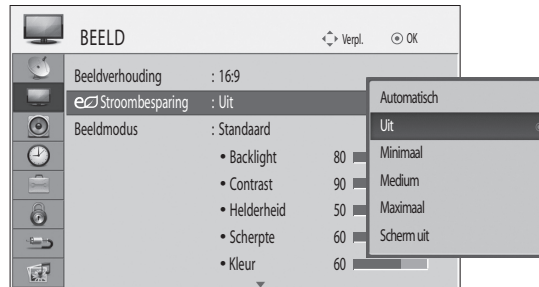 BEELD
Verpl. OK
Beeldverhouding : 16:9
Stroombesparing : Uit
Beeldmodus : Standaard
• Backlight 80
• Contrast 90
• Helderheid 50
• Scherpte 60
• Kleur 60
Automatisch
Uit
Minimaal
Medium
Maximaal
Scherm uit